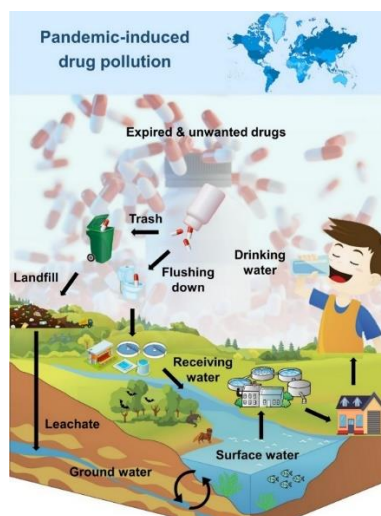 Pandemic-induced
drug pollution
Expired & unwanted drugs
Trash
Drinking
water
Landfill
Flushing
down
Receiving
water
Leachate
Surface water
Ground water